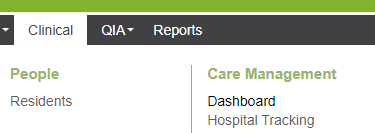 Clinical QIA Reports
People
Residents
Care Management
Dashboard
Hospital Tracking